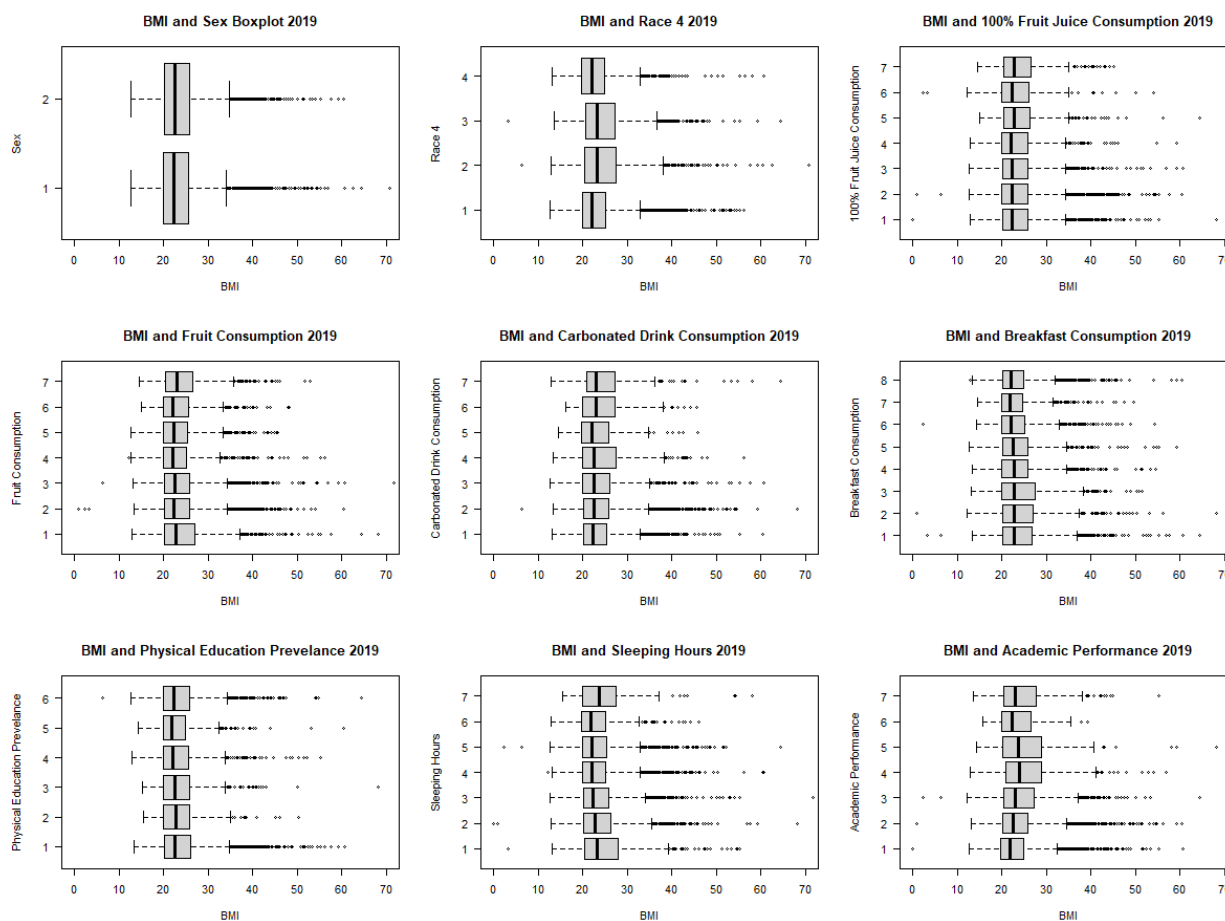 BMI and Sex Boxplot 2019
Sex
2
1
0 10 20 30 40 50 60 70
BMI
BMI and Race 4 2019
Race 4
4
3
2
1
0 10 20 30 40 50 60 70
BMI
BMI and 100% Fruit Juice Consumption 2019
100% Fruit Juice Consumption
7
6
5
4
3
2
1
0 10 20 30 40 50 60 70
BMI
BMI and Fruit Consumption 2019
Fruit Consumption
7
6
5
4
3
2
1
0 10 20 30 40 50 60 70
BMI
BMI and Carbonated Drink Consumption 2019
Carbonated Drink Consumption
7
6
5
4
3
2
1
0 10 20 30 40 50 60 70
BMI
BMI and Breakfast Consumption 2019
Breakfast Consumption
8
7
6
5
4
3
2
1
0 10 20 30 40 50 60 70
BMI
BMI and Physical Education Prevelance 2019
Physical Education Prevelance
6
5
4
3
2
1
0 10 20 30 40 50 60 70
BMI
BMI and Sleeping Hours 2019
Sleeping Hours
7
6
5
4
3
2
1
0 10 20 30 40 50 60 70
BMI
BMI and Academic Performance 2019
Academic Performance
7
6
5
4
3
2
1
0 10 20 30 40 50 60 70
BMI